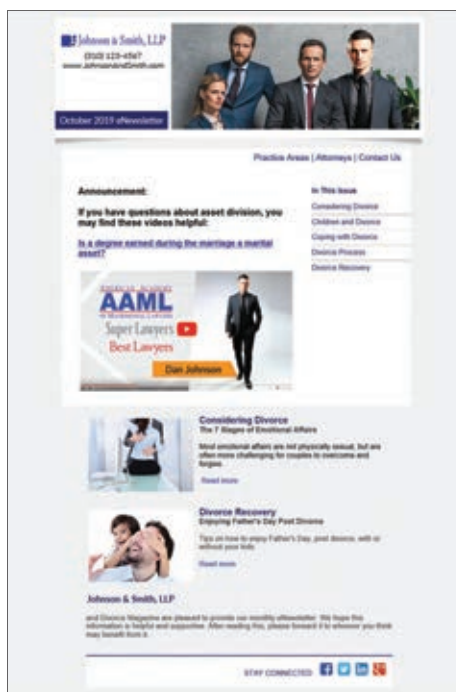 Johnson & Smith, LLP
(310) 123-4567
www.JohnsonAndSmith.com
October 2019 eNewsletter
Practice Areas | Attorneys | Contact Us
Announcement:
If you have questions about asset division, you
may find these videos helpful:
Is a degree earned during the marriage a marital
asset?
In This Issue
Considering Divorce
Children and Divorce
Coping with Divorce
Divorce Process
Divorce Recovery
AMERICAN ACADEMY
AAML
OF MATRIMONIAL LAWYERS
Super Lawyers
Best Lawyers
Dan Johnson
Considering Divorce
The 7 Stages of Emotional Affairs
Most emotional affairs are not physically sexual, but are
often more challenging for couples to overcome and
forgive.
Read more
Divorce Recovery
Enjoying Father's Day Post Divorce
Tips on how to enjoy Father's Day, post divorce, with or
without your kids.
Read more
Johnson & Smith, LLP
and Divorce Magazine are pleased to provide our monthly eNewsletter. We hope this
information is helpful and supportive. After reading this, please forward it to whoever you think
may benefit from it.
STAY CONNECTED